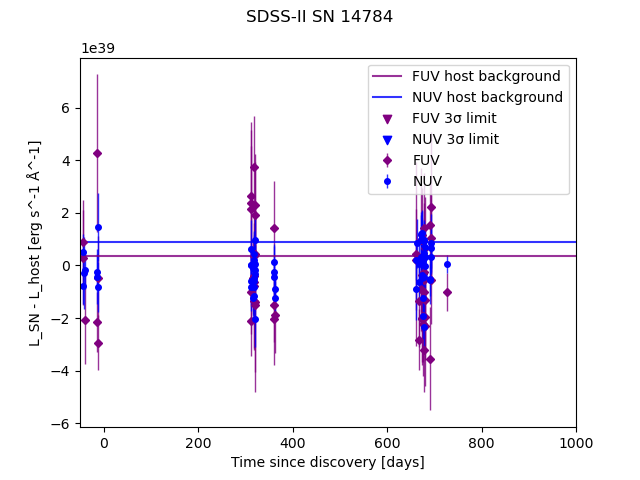 SDSS-II SN 14784
1e39
FUV host background
NUV host background
FUV 3σ limit
NUV 3σ limit
FUV
NUV
L_SN - L_host [erg s^-1 Å^-1]
6
4
2
0
−2
−4
−6
0 200 400 600 800 1000
Time since discovery [days]